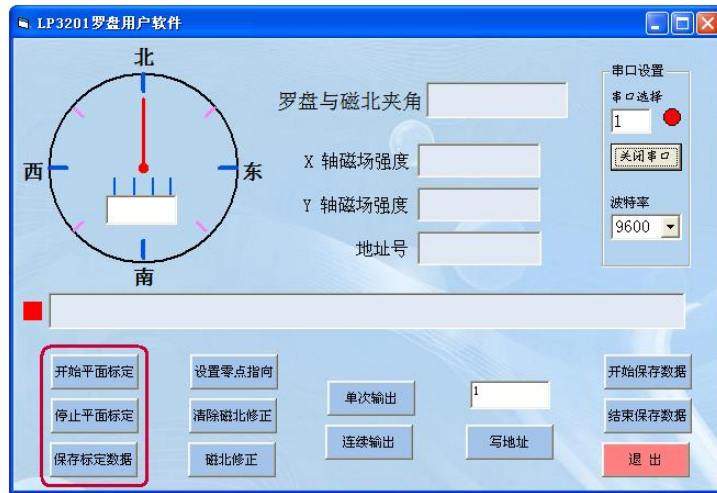 LP3201罗盘用户软件
北
西
东
南
罗盘与磁北夹角
X 轴磁场强度
Y 轴磁场强度
地址号
串口设置
串口选择
1
关闭串口
波特率
9600
开始平面标定
设置零点指向
开始保存数据
停止平面标定
清除磁北修正
单次输出
1
结束保存数据
保存标定数据
磁北修正
连续输出
写地址
退 出